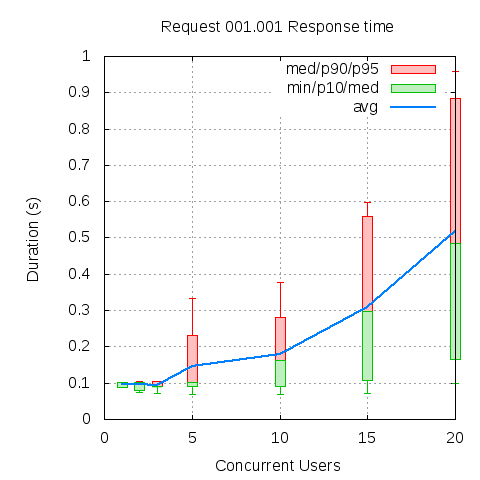 Request 001.001 Response time
1
0.9
0.8
0.7
0.6
0.5
0.4
0.3
0.2
0.1
0
Duration (s)
med/p90/p95
min/p10/med
avg
0 5 10 15 20
Concurrent Users